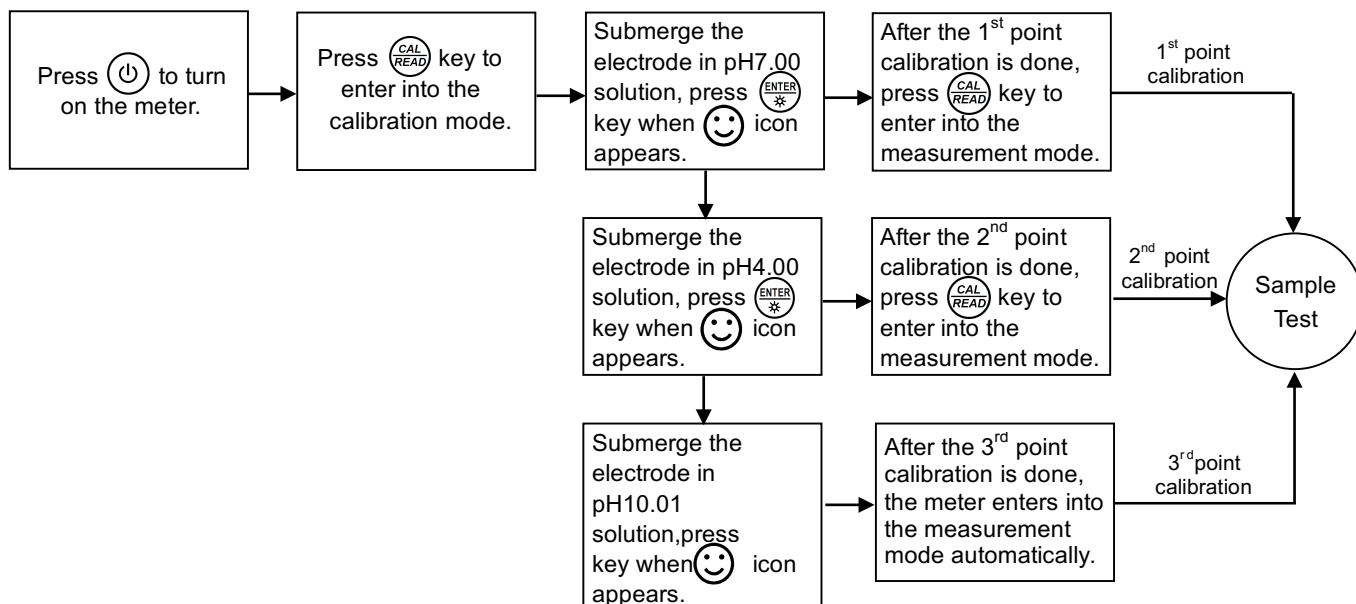 Press to turn
on the meter.
Press CAL READ key to
enter into the
calibration mode.
Submerge the
electrode in pH7.00
solution, press ENTER
key when icon
appears.
After the 1st point
calibration is done,
press CAL READ key to
enter into the
measurement mode.
1st point
calibration
Submerge the
electrode in pH4.00
solution, press ENTER
key when icon
appears.
After the 2nd point
calibration is done,
press CAL READ key to
enter into the
measurement mode.
2nd point
calibration
Sample
Test
Submerge the
electrode in
pH10.01
solution,press
key when icon
appears.
After the 3rd point
calibration is done,
the meter enters into
the measurement
mode automatically.
3rd point
calibration